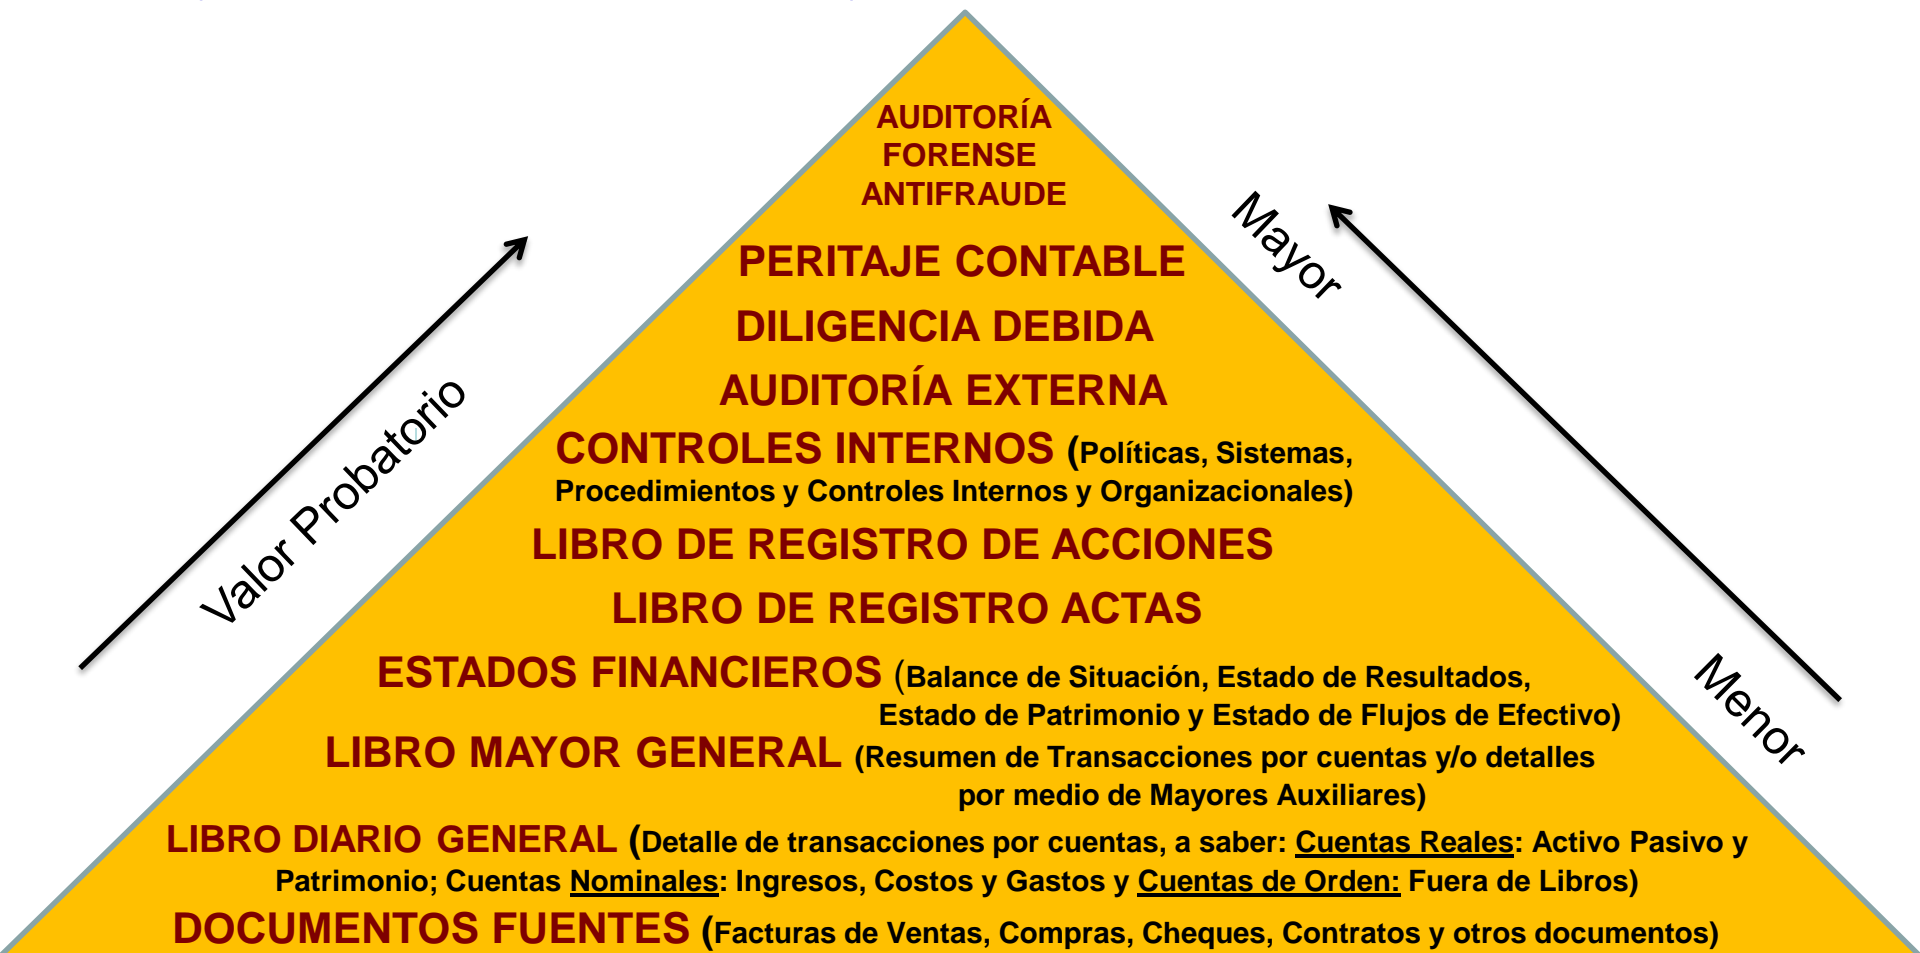 AUDITORÍA
FORENSE
ANTIFRAUDE
PERITAJE CONTABLE
DILIGENCIA DEBIDA
AUDITORÍA EXTERNA
CONTROLES INTERNOS (Políticas, Sistemas,
Procedimientos y Controles Internos y Organizacionales)
LIBRO DE REGISTRO DE ACCIONES
LIBRO DE REGISTRO ACTAS
ESTADOS FINANCIEROS (Balance de Situación, Estado de Resultados,
Estado de Patrimonio y Estado de Flujos de Efectivo)
LIBRO MAYOR GENERAL (Resumen de Transacciones por cuentas y/o detalles
por medio de Mayores Auxiliares)
LIBRO DIARIO GENERAL (Detalle de transacciones por cuentas, a saber: Cuentas Reales: Activo Pasivo y
Patrimonio; Cuentas Nominales: Ingresos, Costos y Gastos y Cuentas de Orden: Fuera de Libros)
DOCUMENTOS FUENTES (Facturas de Ventas, Compras, Cheques, Contratos y otros documentos)
Valor Probatorio
Mayor
Menor